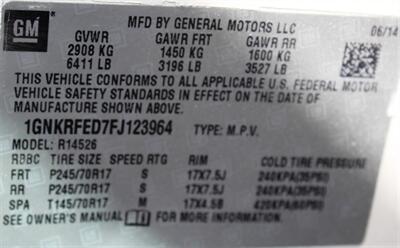 GM
MFD BY GENERAL MOTORS LLC 06/14
GVWR GAWR FRT GAWR RR
2908 KG 1450 KG 1600 KG
6411 LB 3196 LB 3527 LB
THIS VEHICLE CONFORMS TO ALL APPLICABLE U.S. FEDERAL MOTOR
VEHICLE SAFETY AND BUMPER STANDARDS IN EFFECT ON THE DATE OF
MANUFACTURE SHOWN ABOVE.
1GNKRFED7FJ123964 TYPE: M.P.V.
MODEL: R14526
RBBC TIRE SIZE SPEED RTG RIM COLD TIRE PRESSURE
FRT P245/70R17 S 17X7.5J 240KPA(35PSI)
RR P245/70R17 S 17X7.5J 240KPA(35PSI)
SPA T145/70R17 M 17X4.5B 420KPA(60PSI)
SEE OWNER'S MANUAL FOR ADDITIONAL INFORMATION.